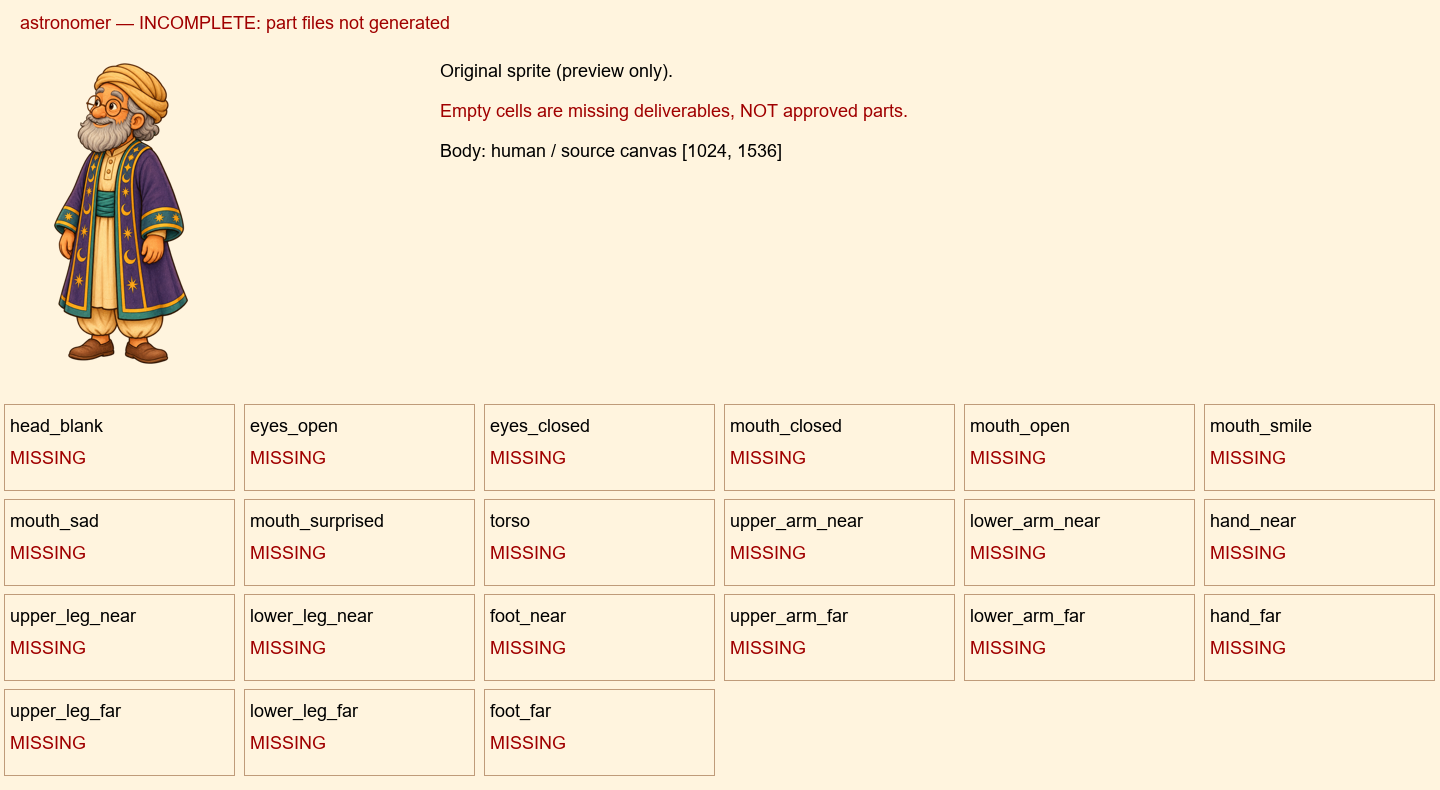 astronomer — INCOMPLETE: part files not generated
Original sprite (preview only).
Empty cells are missing deliverables, NOT approved parts.
Body: human / source canvas [1024, 1536]
head_blank
MISSING
eyes_open
MISSING
eyes_closed
MISSING
mouth_closed
MISSING
mouth_open
MISSING
mouth_smile
MISSING
mouth_sad
MISSING
mouth_surprised
MISSING
torso
MISSING
upper_arm_near
MISSING
lower_arm_near
MISSING
hand_near
MISSING
upper_leg_near
MISSING
lower_leg_near
MISSING
foot_near
MISSING
upper_arm_far
MISSING
lower_arm_far
MISSING
hand_far
MISSING
upper_leg_far
MISSING
lower_leg_far
MISSING
foot_far
MISSING